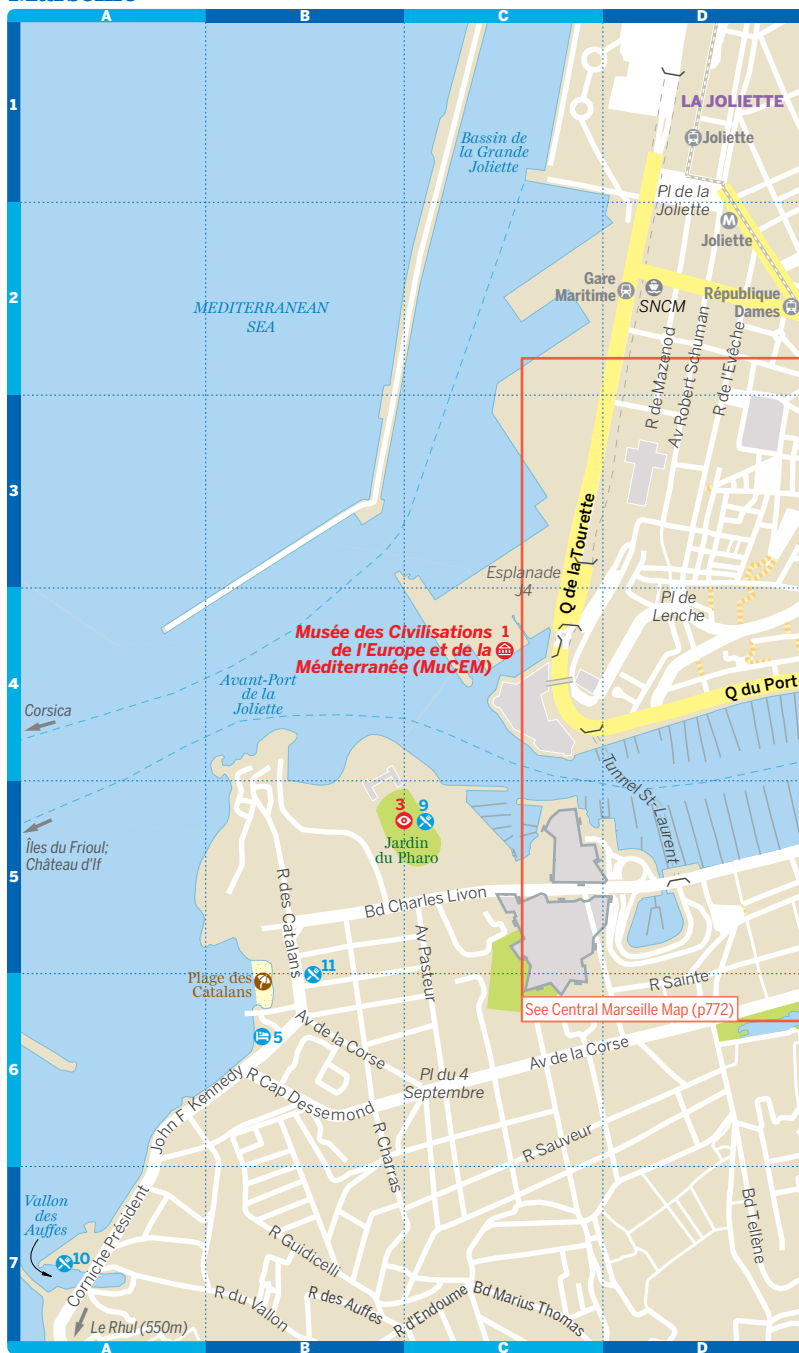 A
B
C
D
1
LA JOLIETTE
Joliette
Bassin de
la Grande
Joliette
Pl de la
Joliette
M
Joliette
2
MEDITERRANEAN
SEA
Gare
Maritime
SNCM
République
Dames
R de Mazenod
Av Robert Schuman
R de l'Evêche
3
Q de la Tourette
Esplanade
J4
Pl de
Lenche
Musée des Civilisations 1
de l'Europe et de la
Méditerranée (MuCEM)
4
Avant-Port
de la
Joliette
Q du Port
Corsica
Tunnel St-Laurent
3
9
Jardin
du Pharo
Îles du Frioul;
Château d'If
5
R des Catalans
Bd Charles Livon
Av Pasteur
11
Plage des
Catalans
R Sainte
See Central Marseille Map (p772)
5
Av de la Corse
Av de la Corse
6
Pl du 4
Septembre
John F Kennedy
R Cap Dessemond
R Charras
R Sauveur
Corniche Président
Vallon
des
Auffes
Bd Tellène
7
10
R Guidicelli
R du Vallon
R des Auffes
R d'Endoume
Bd Marius Thomas
Le Rhul (550m)
A
B
C
D